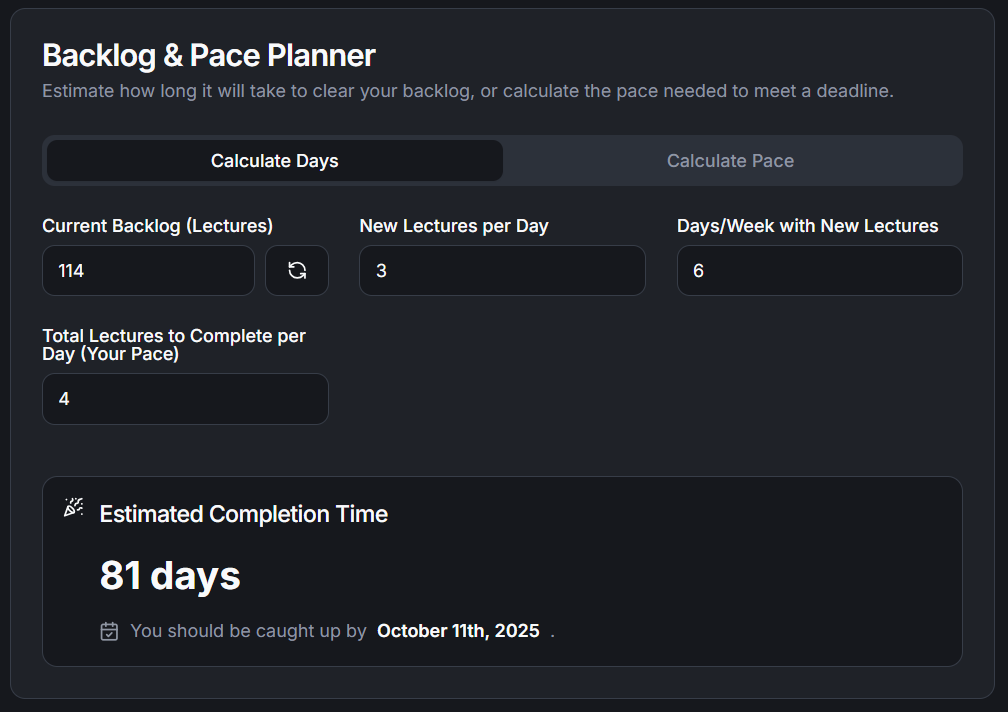 Backlog & Pace Planner
Estimate how long it will take to clear your backlog, or calculate the pace needed to meet a deadline.
Calculate Days
Calculate Pace
Current Backlog (Lectures)
114
New Lectures per Day
3
Days/Week with New Lectures
6
Total Lectures to Complete per
Day (Your Pace)
4
Estimated Completion Time
81 days
You should be caught up by October 11th, 2025 .